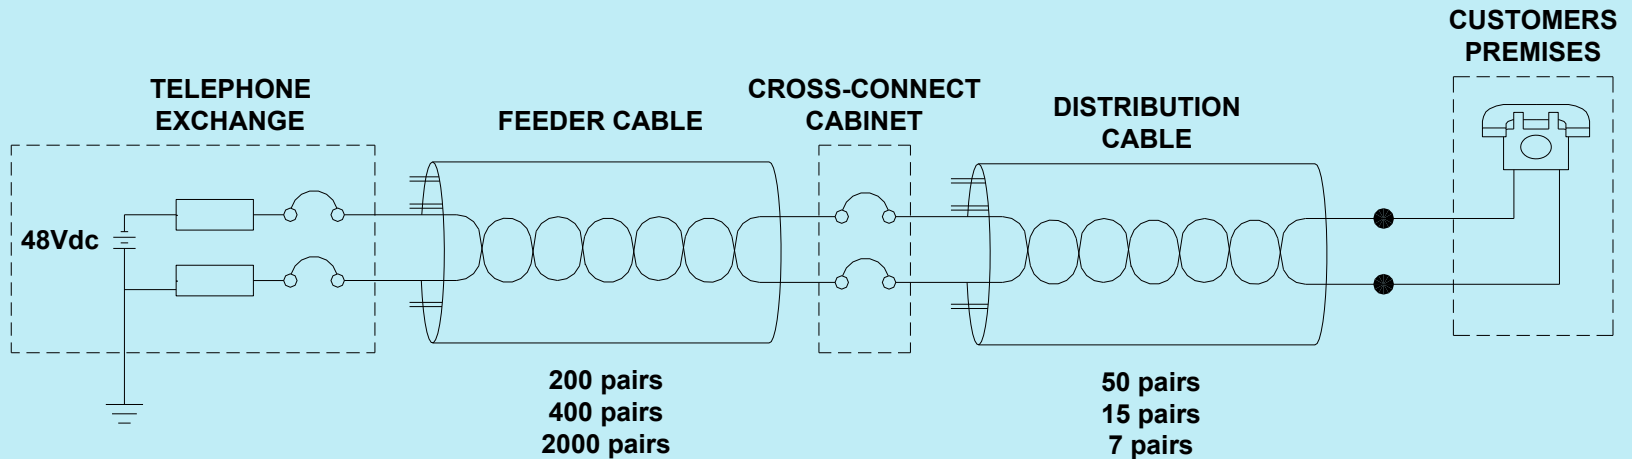 CUSTOMERS
PREMISES
TELEPHONE
EXCHANGE
FEEDER CABLE
CROSS-CONNECT
CABINET
DISTRIBUTION
CABLE
48Vdc
200 pairs
400 pairs
2000 pairs
50 pairs
15 pairs
7 pairs